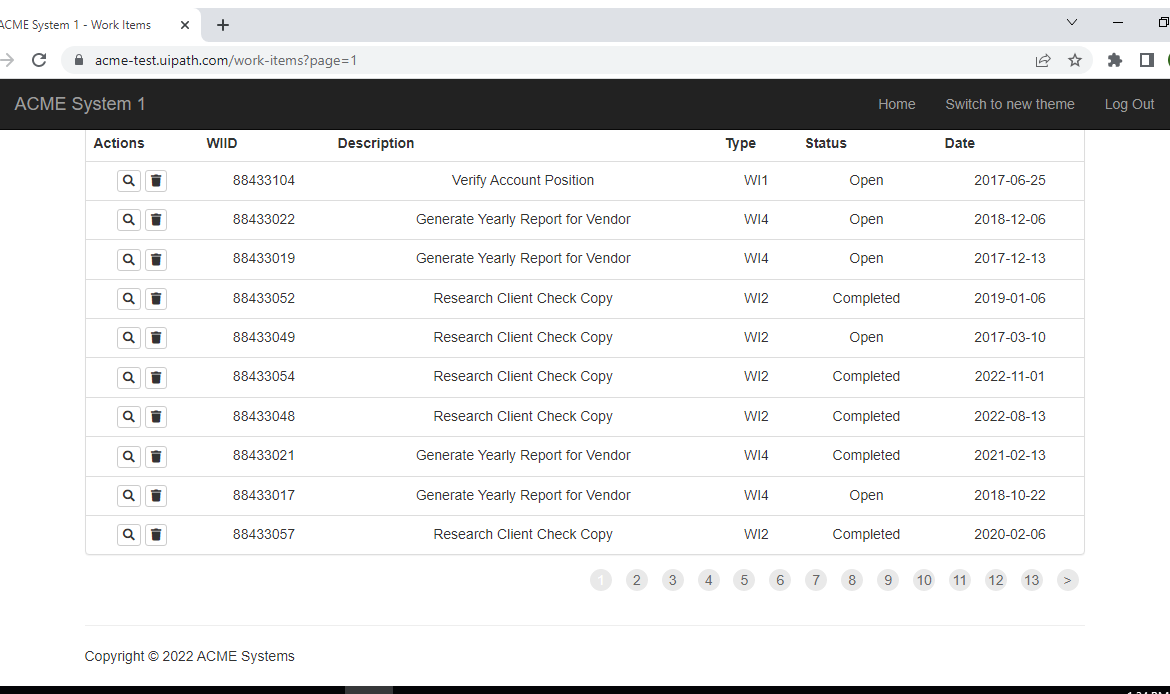 ACME System 1 - Work Items
acme-test.uipath.com/work-items?page=1
ACME System 1 Home Switch to new theme Log Out
Actions WIID Description Type Status Date
88433104 Verify Account Position WI1 Open 2017-06-25
88433022 Generate Yearly Report for Vendor WI4 Open 2018-12-06
88433019 Generate Yearly Report for Vendor WI4 Open 2017-12-13
88433052 Research Client Check Copy WI2 Completed 2019-01-06
88433049 Research Client Check Copy WI2 Open 2017-03-10
88433054 Research Client Check Copy WI2 Completed 2022-11-01
88433048 Research Client Check Copy WI2 Completed 2022-08-13
88433021 Generate Yearly Report for Vendor WI4 Completed 2021-02-13
88433017 Generate Yearly Report for Vendor WI4 Open 2018-10-22
88433057 Research Client Check Copy WI2 Completed 2020-02-06
1 2 3 4 5 6 7 8 9 10 11 12 13 >
Copyright © 2022 ACME Systems